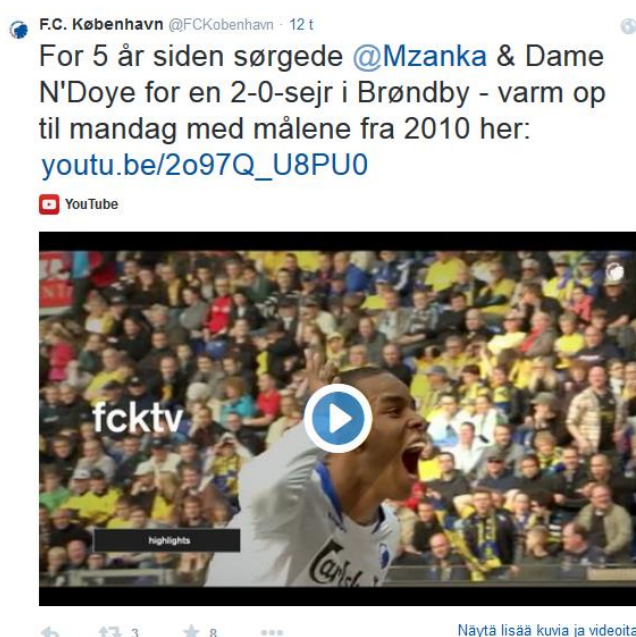 F.C. København @FCKobenhavn · 12 t
For 5 år siden sørgede @Mzanka & Dame
N'Doye for en 2-0-sejr i Brøndby - varm op
til mandag med målene fra 2010 her:
youtu.be/2o97Q_U8PU0
YouTube
fcktv
highlights
Carlsb
3 8
Näytä lisää kuvia ja videoita